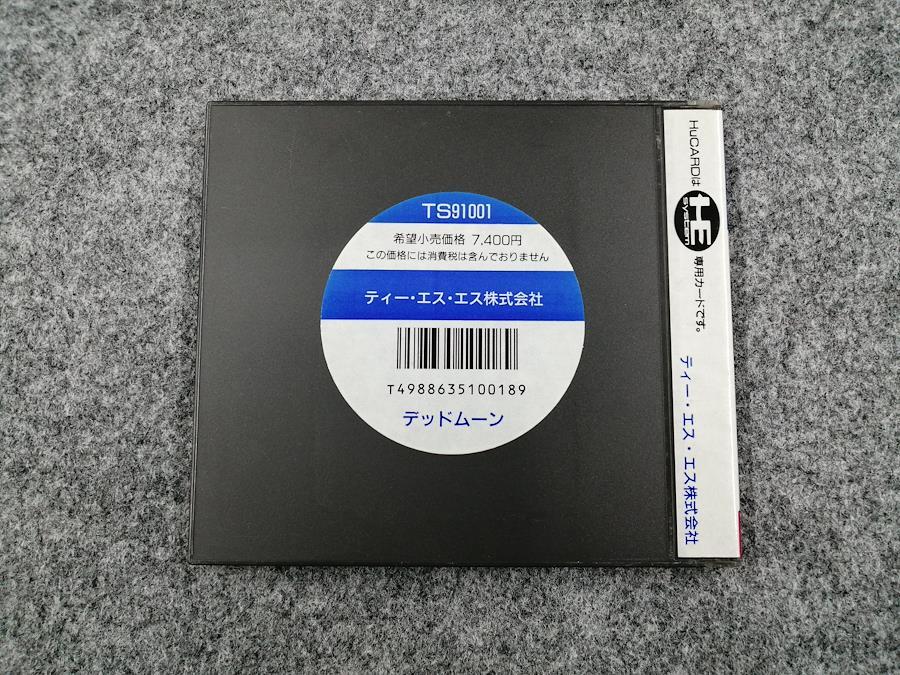 TS91001
希望小売価格 7,400円
この価格には消費税は含んでおりません
ティー・エス・エス株式会社
T4988635100189
デッドムーン
HuCARDは HE SYSTEM 専用カードです。
ティー・エス・エス株式会社